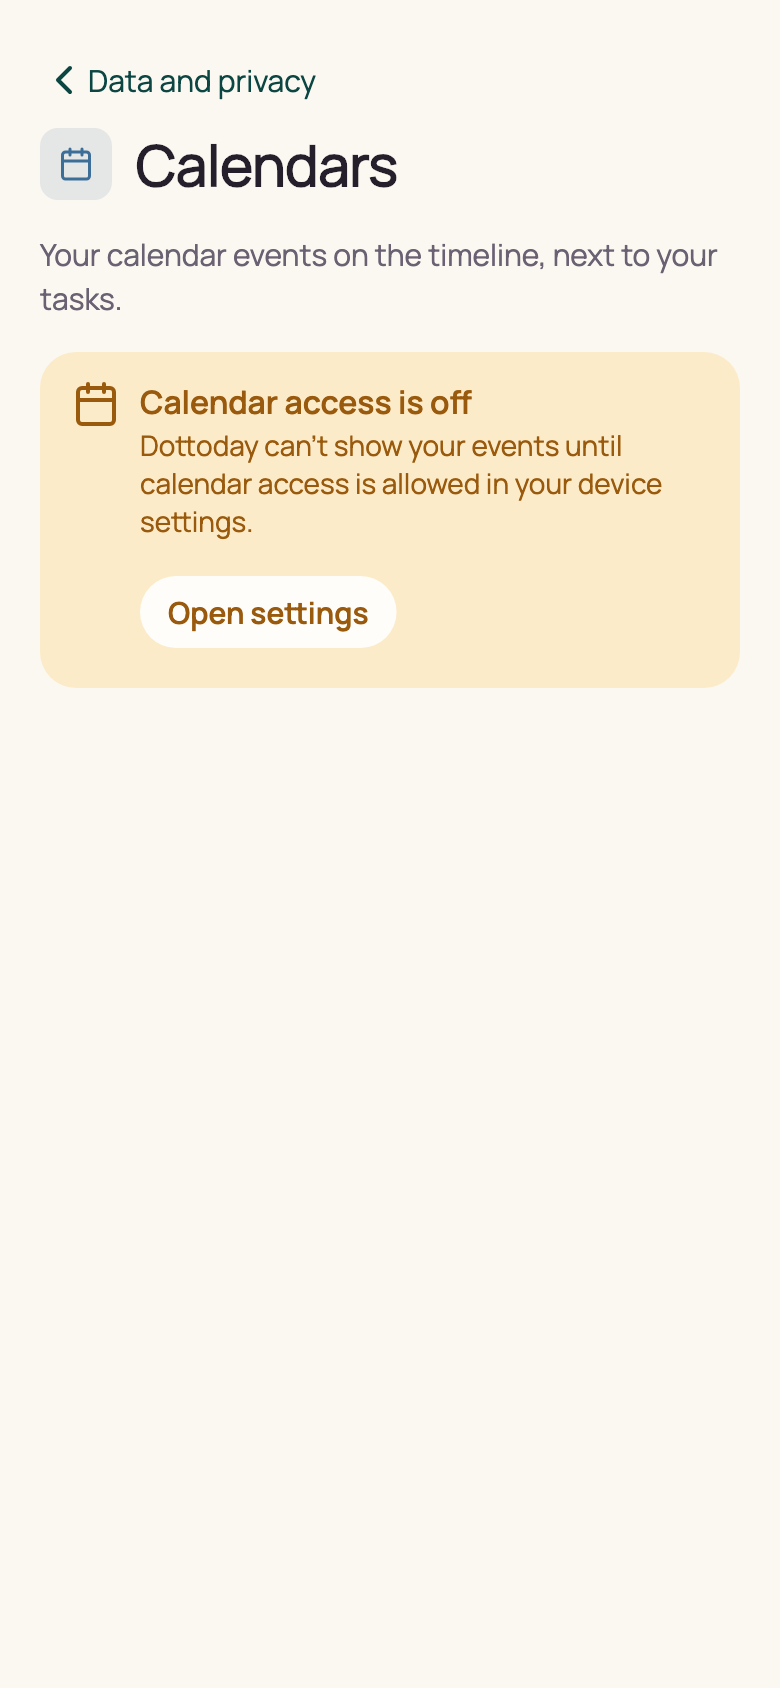 Data and privacy
Calendars
Your calendar events on the timeline, next to your
tasks.
Calendar access is off
Dottoday can’t show your events until
calendar access is allowed in your device
settings.
Open settings